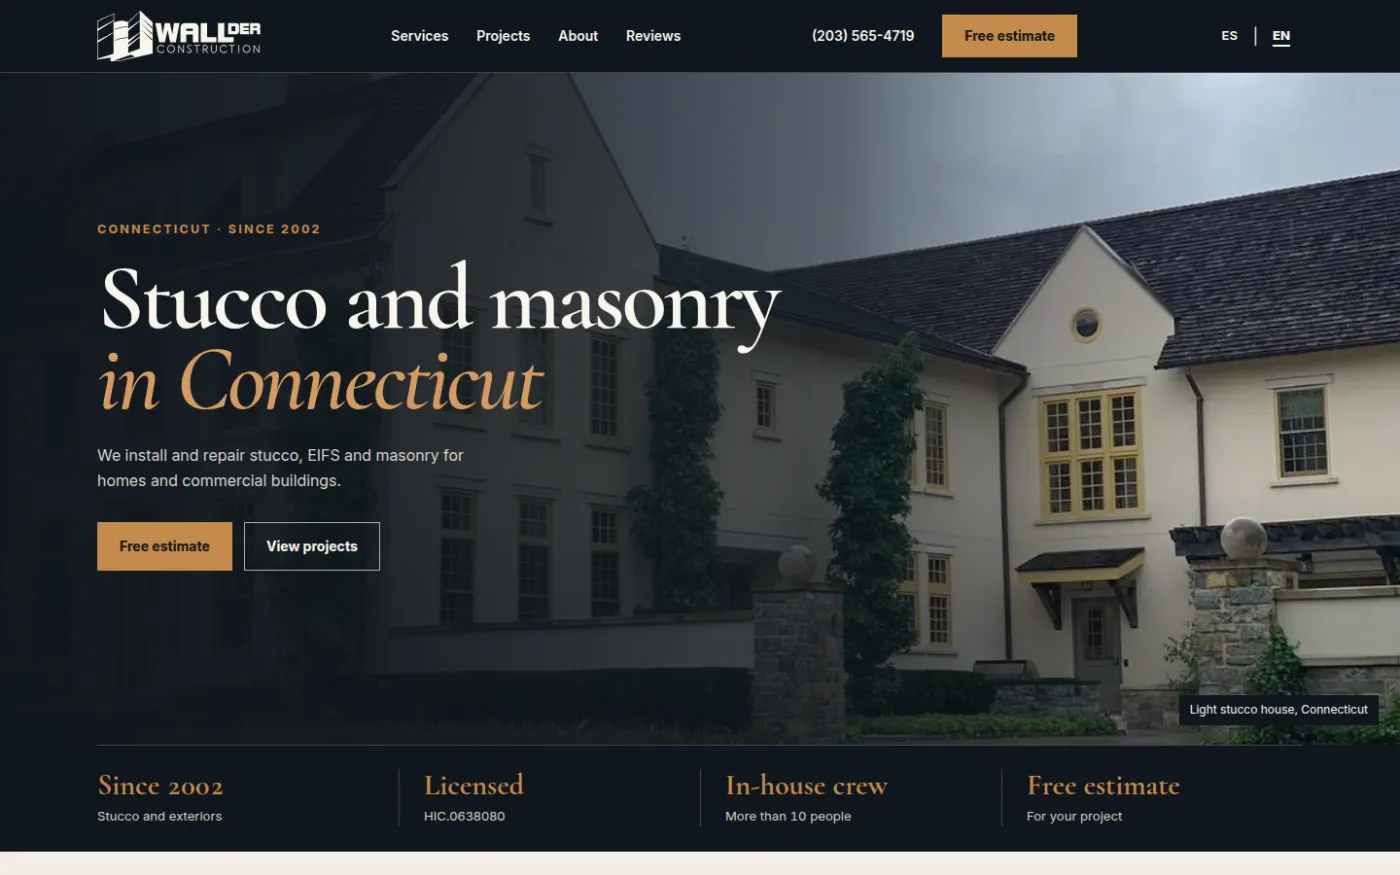 WALLDER
CONSTRUCTION
Services
Projects
About
Reviews
(203) 565-4719
Free estimate
ES
EN
CONNECTICUT · SINCE 2002
Stucco and masonry
in Connecticut
We install and repair stucco, EIFS and masonry for
homes and commercial buildings.
Free estimate
View projects
Light stucco house, Connecticut
Since 2002
Stucco and exteriors
Licensed
HIC.0638080
In-house crew
More than 10 people
Free estimate
For your project